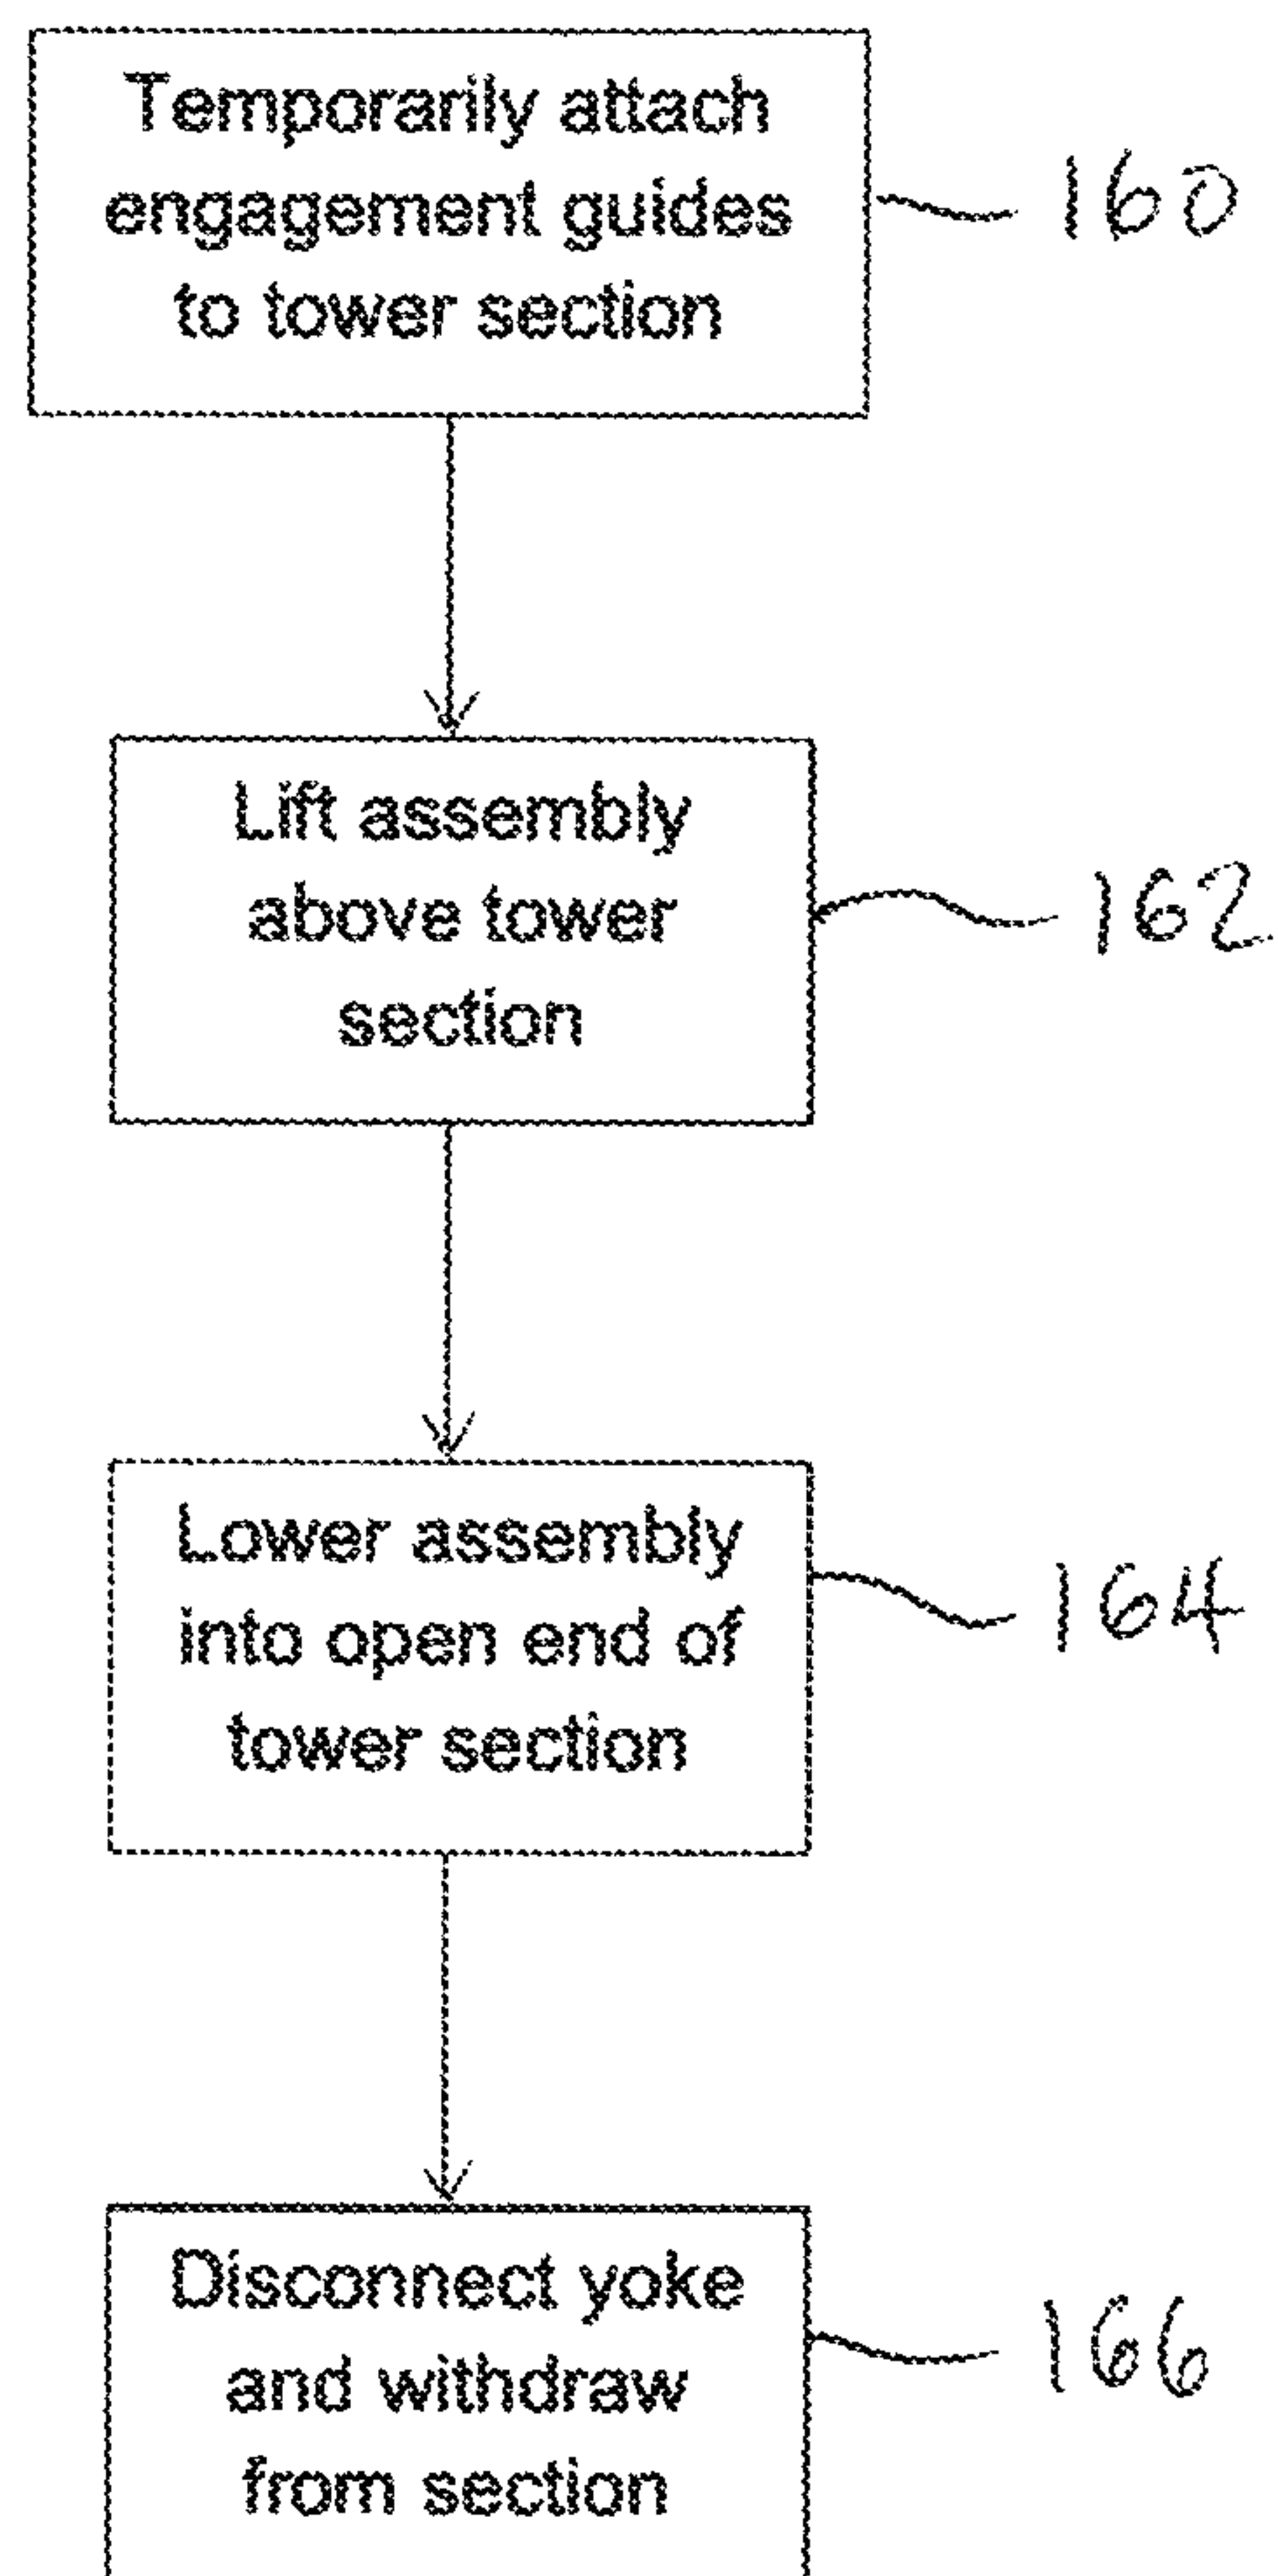 Temporarily attach
engagement guides
to tower section
160
Lift assembly
above tower
section
162
Lower assembly
into open end of
tower section
164
Disconnect yoke
and withdraw
from section
166